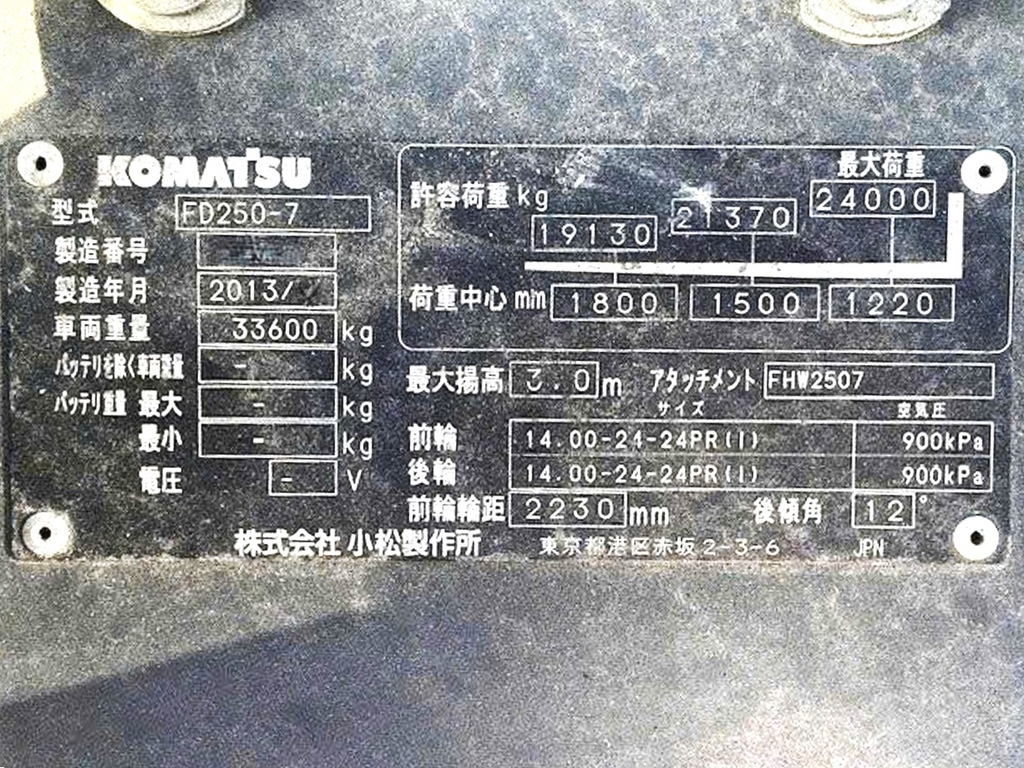 KOMATSU
型式 FD250-7
製造番号
製造年月 2013/
車両重量 33600 kg
バッテリを除く車両重量 - kg
バッテリ重量 最大 - kg
最小 - kg
電圧 - V
最大荷重
許容荷重 kg 19130 21370 24000
荷重中心 mm 1800 1500 1220
最大揚高 3.0 m アタッチメント FHW2507
サイズ 空気圧
前輪 14.00-24-24PR(I) 900kPa
後輪 14.00-24-24PR(I) 900kPa
前輪輪距 2230 mm 後傾角 12°
株式会社 小松製作所 東京都港区赤坂 2-3-6 JPN